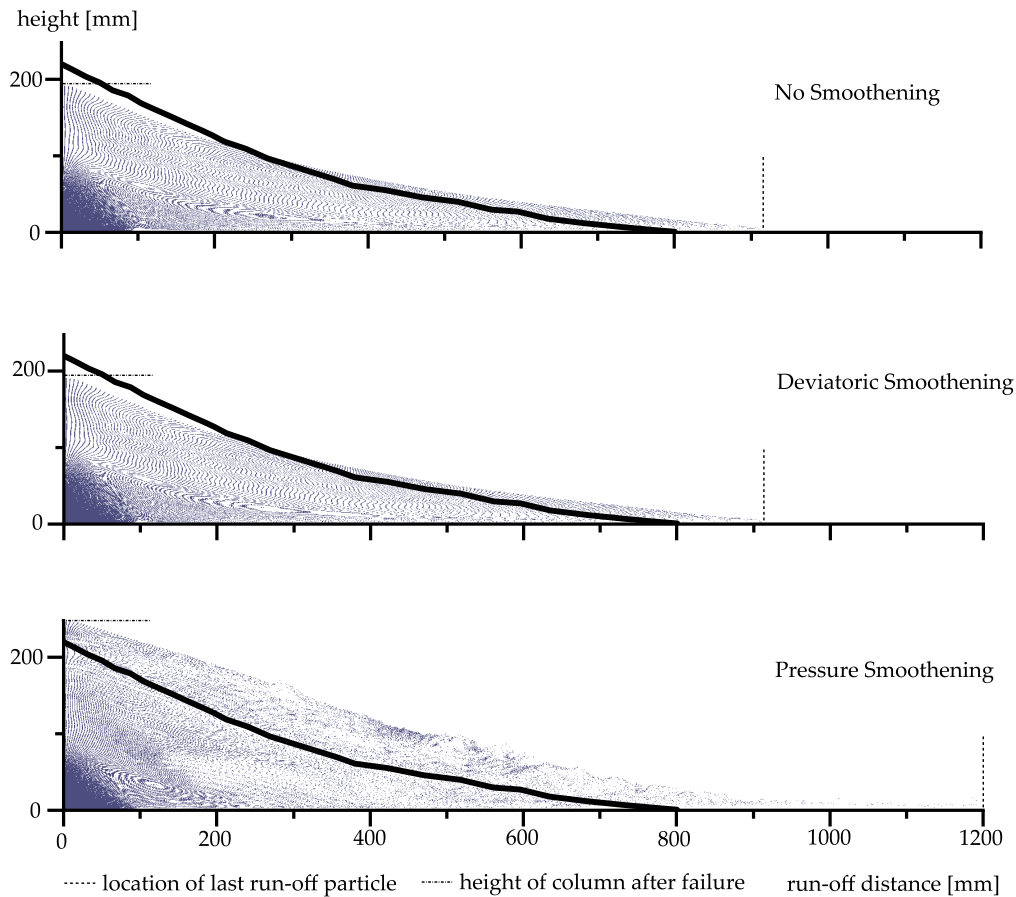 height [mm]
200
No Smoothening
0
200
Deviatoric Smoothening
0
200
Pressure Smoothening
0
0 200 400 600 800 1000 1200
location of last run-off particle height of column after failure run-off distance [mm]